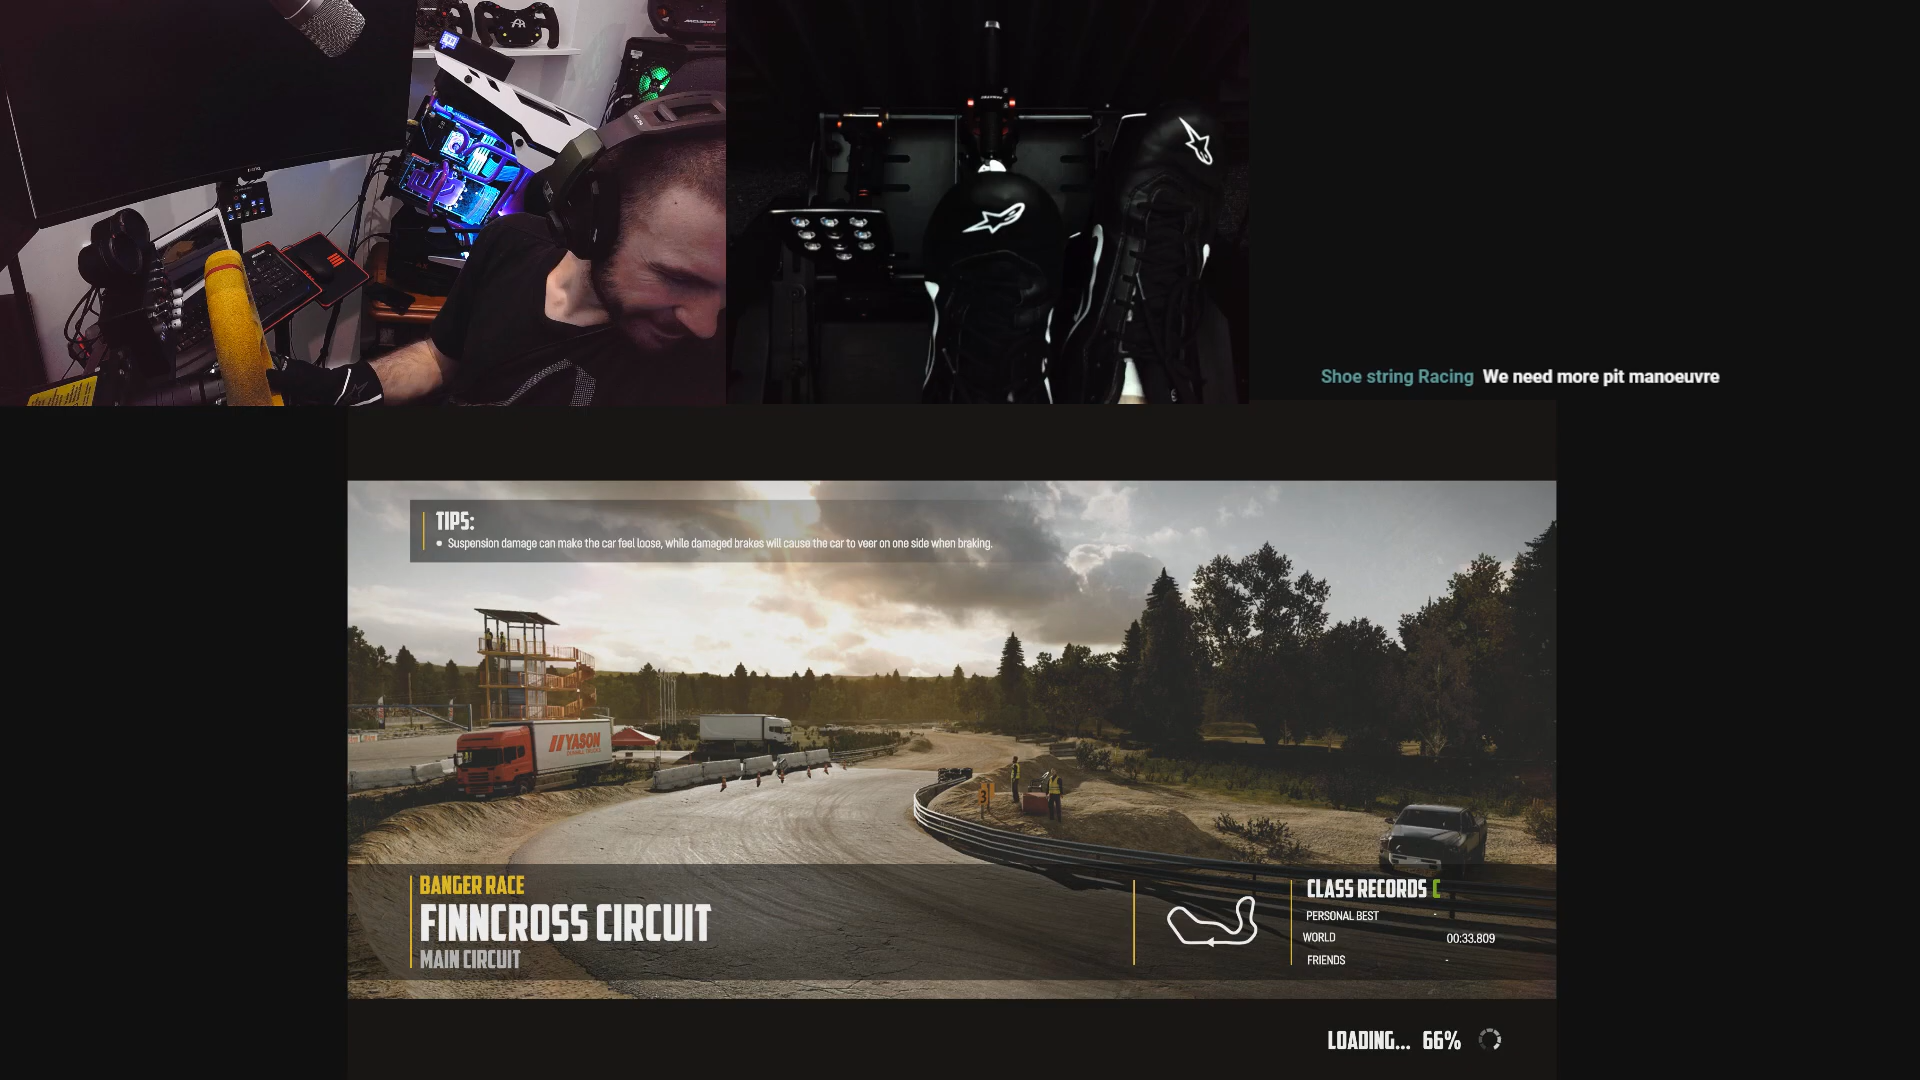 Shoe string Racing We need more pit manoeuvre
TIPS:
Suspension damage can make the car feel loose, while damaged brakes will cause the car to veer on one side when braking.
YASON
3
BANGER RACE
FINNCROSS CIRCUIT
MAIN CIRCUIT
CLASS RECORDS C
PERSONAL BEST -
WORLD 00:33.809
FRIENDS -
LOADING... 66%